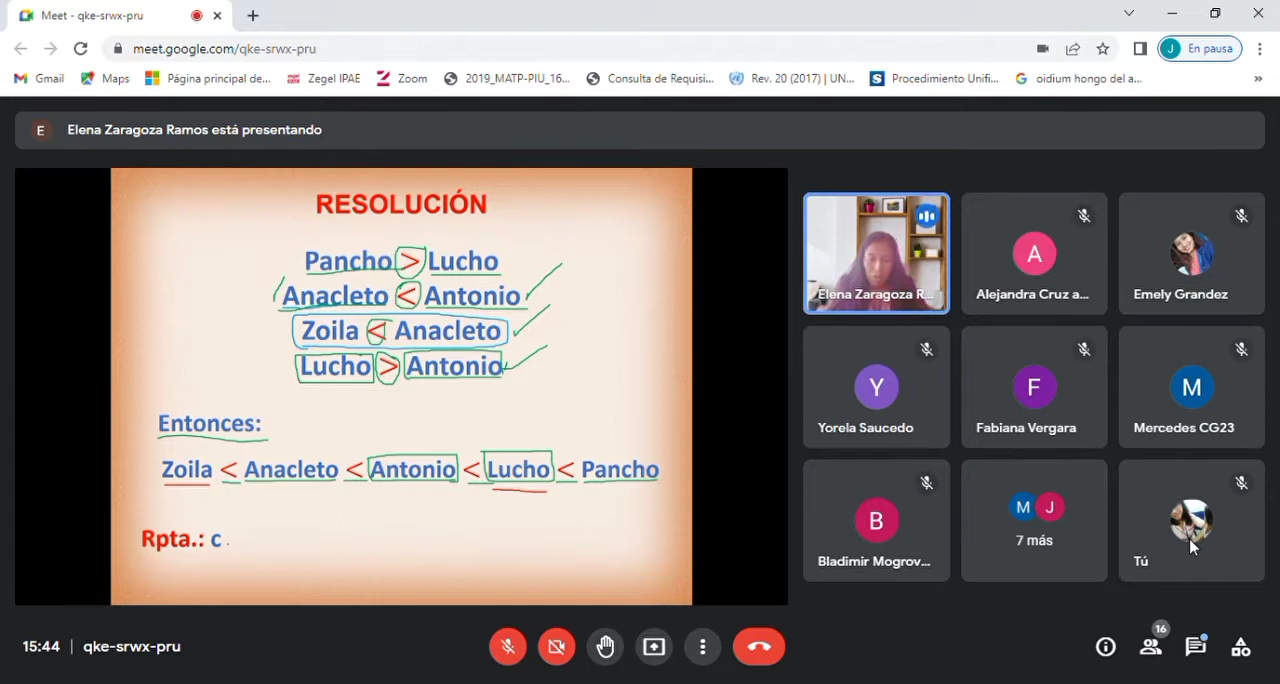 Meet - qke-srwx-pru
meet.google.com/qke-srwx-pru
J En pausa
Gmail Maps Página principal de... Zegel IPAE Zoom 2019_MATP-PIU_16... Consulta de Requisi... Rev. 20 (2017) | UN... Procedimiento Unifi... oidium hongo del a...
E Elena Zaragoza Ramos está presentando
RESOLUCIÓN
Pancho > Lucho
Anacleto < Antonio
Zoila < Anacleto
Lucho > Antonio
Entonces:
Zoila < Anacleto < Antonio < Lucho < Pancho
Rpta.: c
Elena Zaragoza R...
A
Alejandra Cruz a...
Emely Grandez
Y
Yorela Saucedo
F
Fabiana Vergara
M
Mercedes CG23
B
Bladimir Mogrov...
M J
7 más
Tú
15:44 | qke-srwx-pru
16